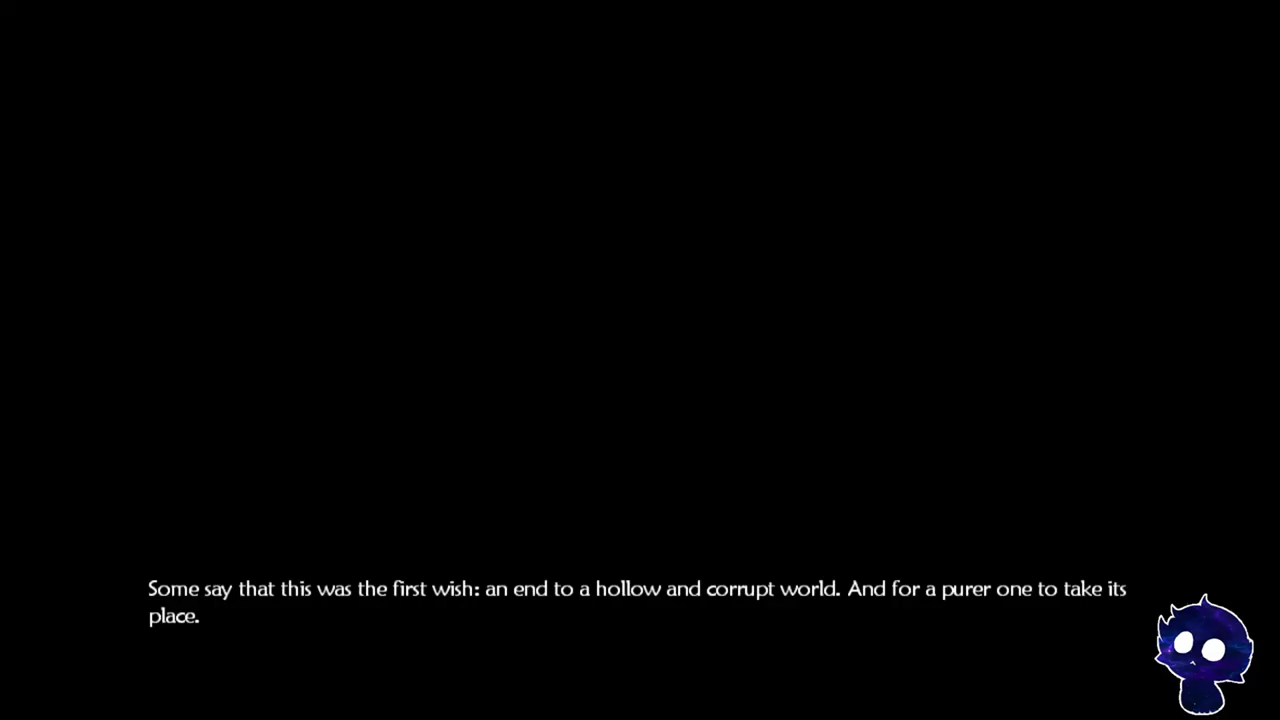 Some say that this was the first wish: an end to a hollow and corrupt world. And for a purer one to take its
place.